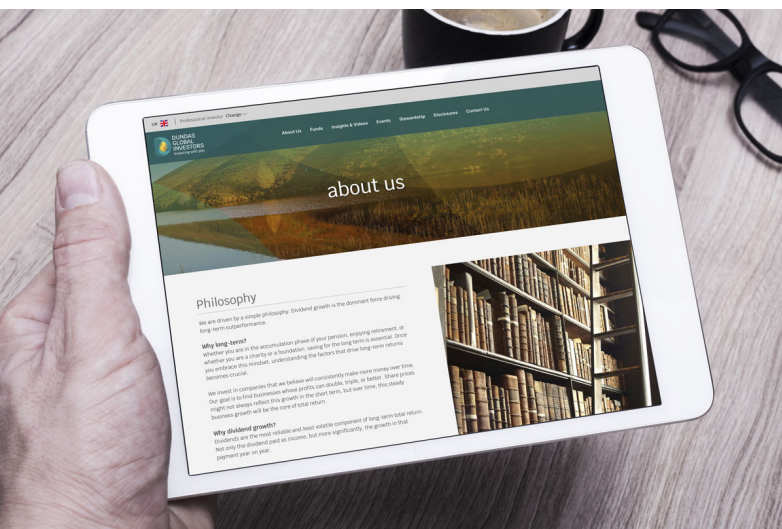 UK | Professional investor Change
DUNDAS
GLOBAL
INVESTORS
Investing with you
About Us Funds Insights & Videos Events Stewardship Disclosures Contact Us
about us
Philosophy
We are driven by a simple philosophy: Dividend growth is the dominant force driving
long-term outperformance.
Why long-term?
Whether you are in the accumulation phase of your pension, enjoying retirement, or
whether you are a charity or a foundation, saving for the long term is essential. Once
you embrace this mindset, understanding the factors that drive long-term returns
becomes crucial.
We invest in companies that we believe will consistently make more money over time.
Our goal is to find businesses whose profits can double, triple, or better. Share prices
might not always reflect this growth in the short term, but over time, this steady
business growth will be the core of total return.
Why dividend growth?
Dividends are the most reliable and least volatile component of long-term total return.
Not only the dividend paid as income, but more significantly, the growth in that
payment year on year.